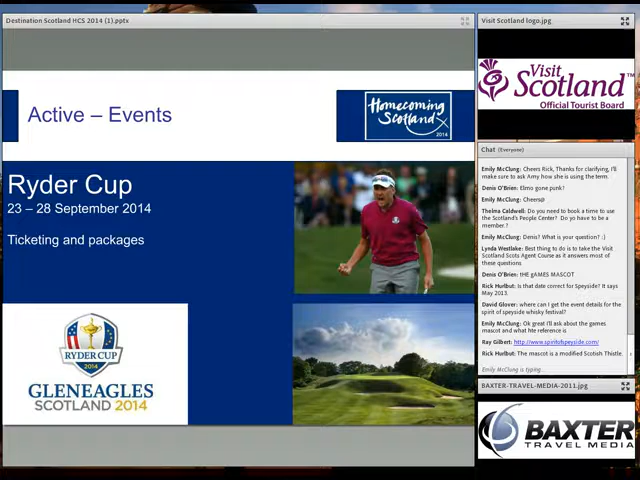 Destination Scotland HCS 2014 (1).pptx
Active – Events
Homecoming
Scotland
2014
Ryder Cup
23 – 28 September 2014
Ticketing and packages
RYDER CUP
2014
GLENEAGLES
SCOTLAND 2014
Visit Scotland logo.jpg
Visit
Scotland™
Official Tourist Board
Chat (Everyone)
Emily McClung: Cheers Rick, Thanks for clarifying, I'll
make sure to ask Amy how she is using the term.
Denis O'Brien: Elmo gone punk?
Emily McClung: Cheers@
Thelma Caldwell: Do you need to book a time to use
the Scotland's People Center? Do yo have to be a
member.?
Emily McClung: Denis? What is your question? :)
Lynda Westlake: Best thing to do is take the Visit
Scotland Scots Agent Course as it answers most of
these questions
Denis O'Brien: tHE gAMES MASCOT
Rick Hurlbut: Is that date correct for Speyside? It says
May 2013.
David Glover: where can I get the event details for the
spirit of speyside whisky festival?
Emily McClung: Ok great I'll ask about the games
mascot and what hte reference is
Ray Gilbert: http://www.spiritofspeyside.com/
Rick Hurlbut: The mascot is a modified Scotish Thistle.
Emily McClung is typing...
BAXTER-TRAVEL-MEDIA-2011.jpg
BAXTER
TRAVEL MEDIA